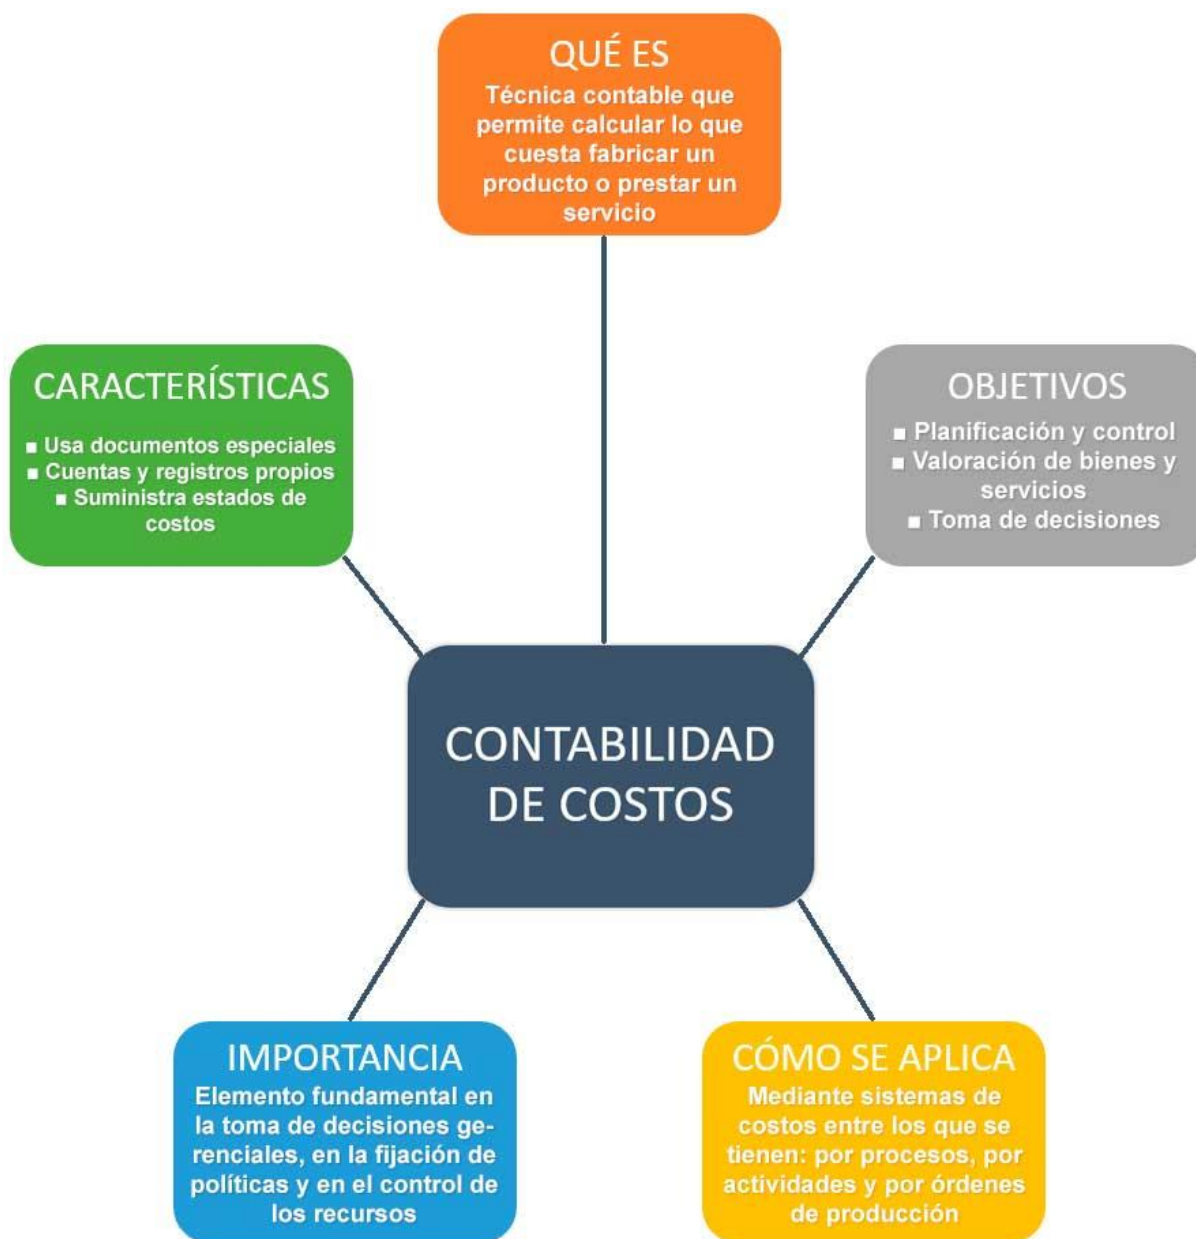 QUÉ ES
Técnica contable que
permite calcular lo que
cuesta fabricar un
producto o prestar un
servicio
CARACTERÍSTICAS
■ Usa documentos especiales
■ Cuentas y registros propios
■ Suministra estados de
costos
OBJETIVOS
■ Planificación y control
■ Valoración de bienes y
servicios
■ Toma de decisiones
CONTABILIDAD
DE COSTOS
IMPORTANCIA
Elemento fundamental en
la toma de decisiones ge-
renciales, en la fijación de
políticas y en el control de
los recursos
CÓMO SE APLICA
Mediante sistemas de
costos entre los que se
tienen: por procesos, por
actividades y por órdenes
de producción